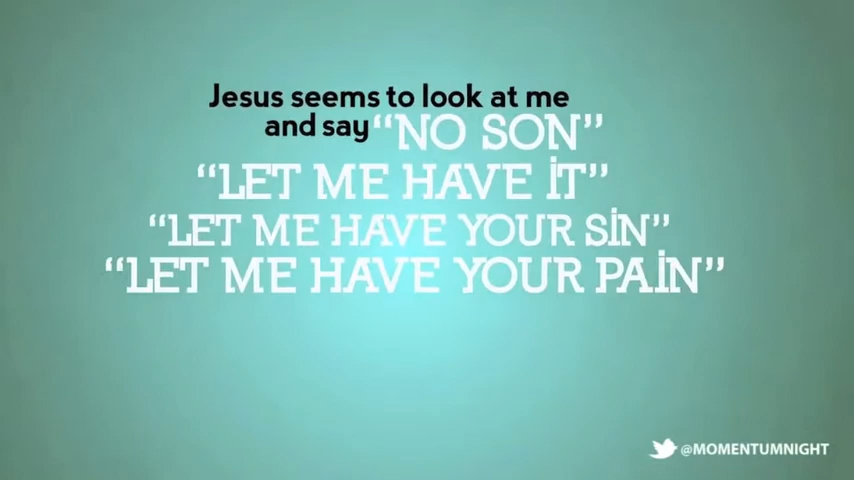 Jesus seems to look at me
and say “NO SON”
“LET ME HAVE iT”
“LET ME HAVE YOUR SiN”
“LET ME HAVE YOUR PAiN”
@MOMENTUMNIGHT